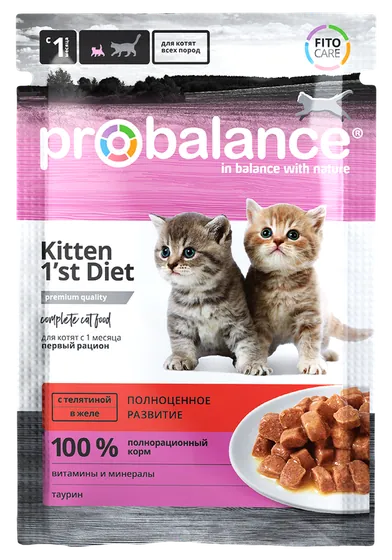 с 1 месяца
для котят
всех пород
FITO
CARE
probalance®
in balance with nature
Kitten
1'st Diet
premium quality
complete cat food
для котят с 1 месяца
первый рацион
с телятиной
в желе
ПОЛНОЦЕННОЕ
РАЗВИТИЕ
100 %
полнорационный
корм
витамины и минералы
таурин